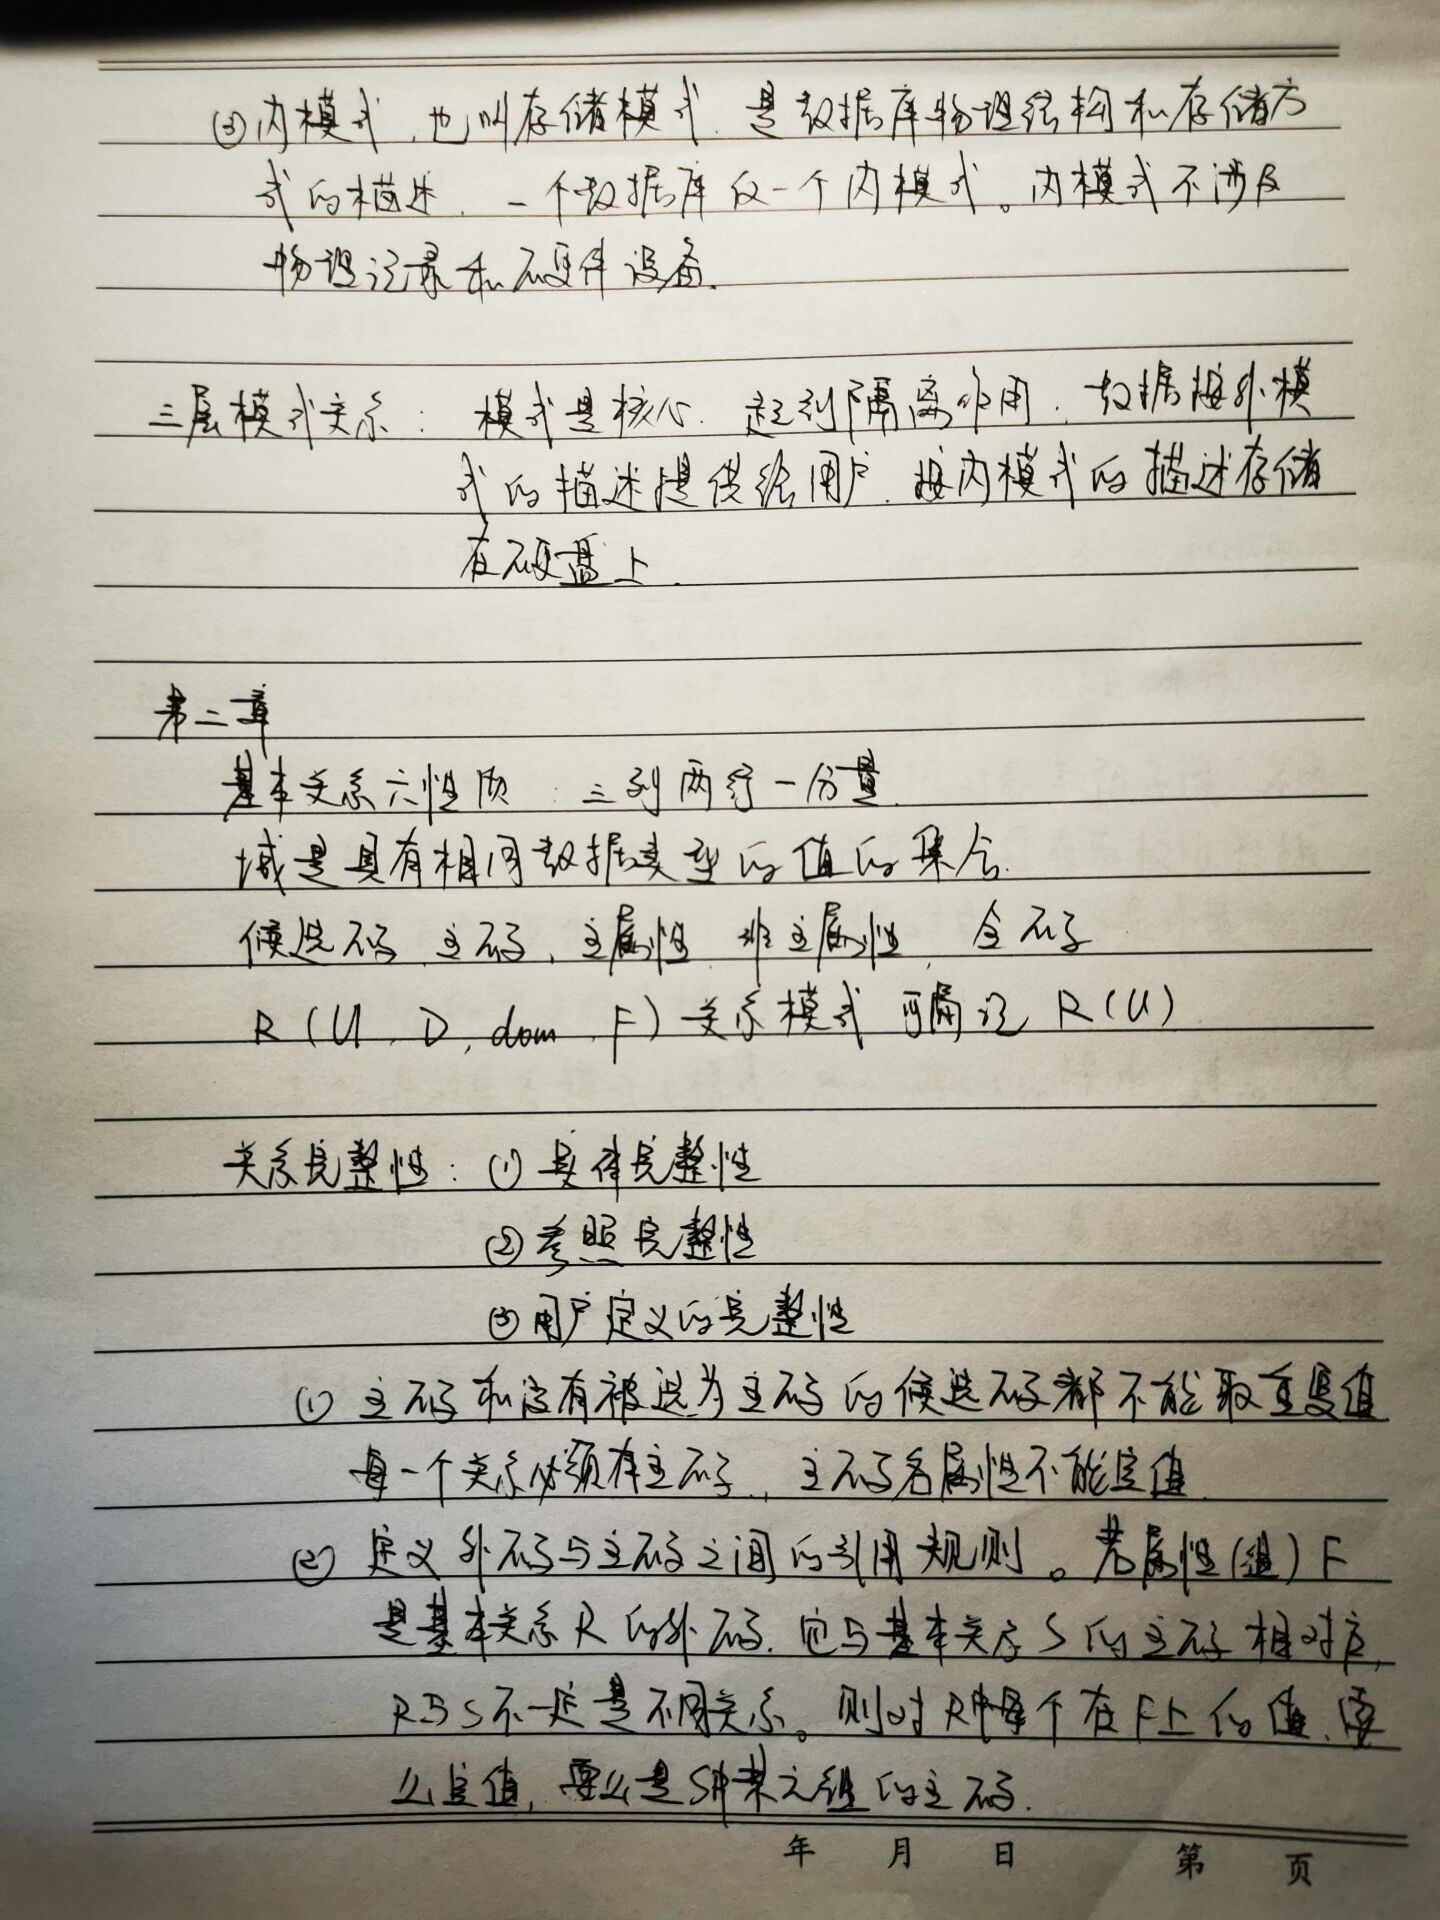 ③内模式,也叫存储模式,是数据库物理结构和存储方
式的描述,一个数据库仅一个内模式。内模式不涉及
物理记录和硬件设备.
三层模式关系: 模式是核心,起到隔离作用,数据按外模
式的描述提供给用户,按内模式的描述存储
在硬盘上.
第二章
基本关系六性质:三列两行一分量.
域是具有相同数据类型的值的集合.
候选码、主码、主属性、非主属性、全码
R(U,D,dom,F)关系模式 可简记 R(U)
关系完整性:①实体完整性
②参照完整性
③用户定义的完整性
① 主码和没有被选为主码的候选码都不能取重复值
每一个关系必须有主码,主码各属性不能空值.
② 定义外码与主码之间的引用规则。若属性(组)F
是基本关系R的外码,它与基本关系S的主码相对应,
R与S不一定是不同关系。则对R中每个在F上的值,要
么空值,要么是S中某元组的主码.
年 月 日 第 页